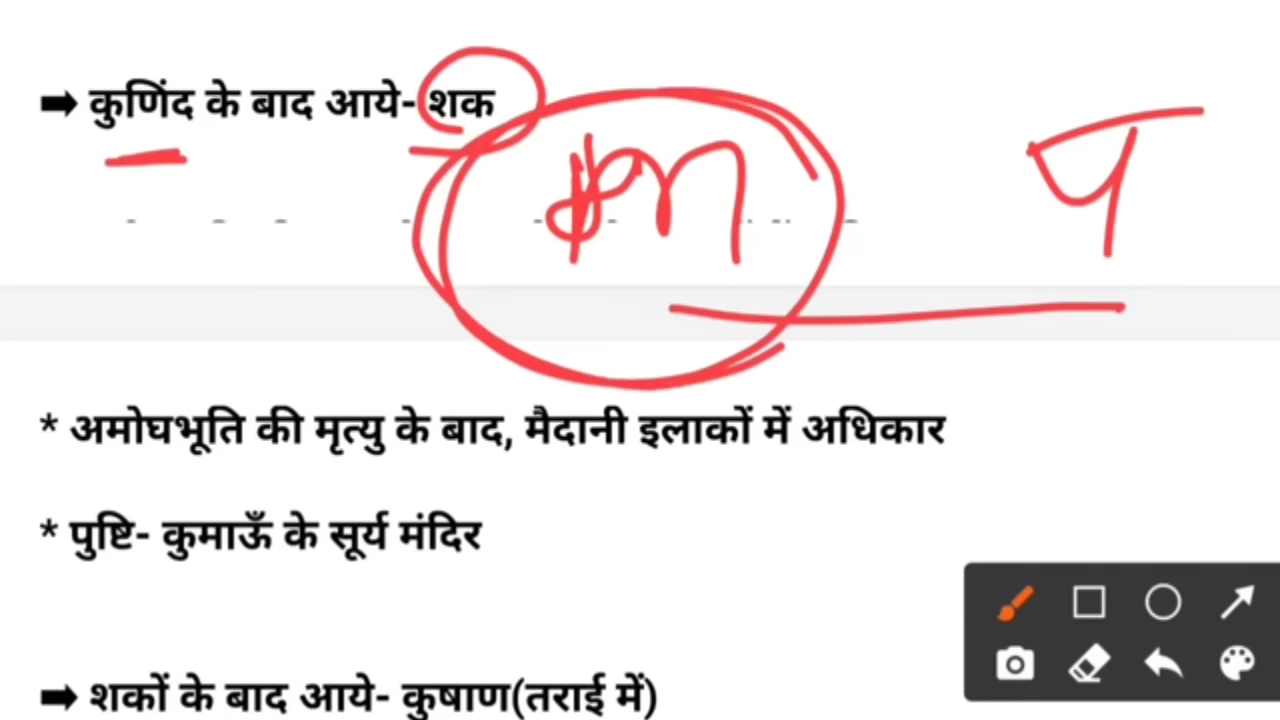 ➡ कुणिंद के बाद आये- शक
प
* अमोघभूति की मृत्यु के बाद, मैदानी इलाकों में अधिकार
* पुष्टि- कुमाऊँ के सूर्य मंदिर
➡ शकों के बाद आये- कुषाण(तराई में)